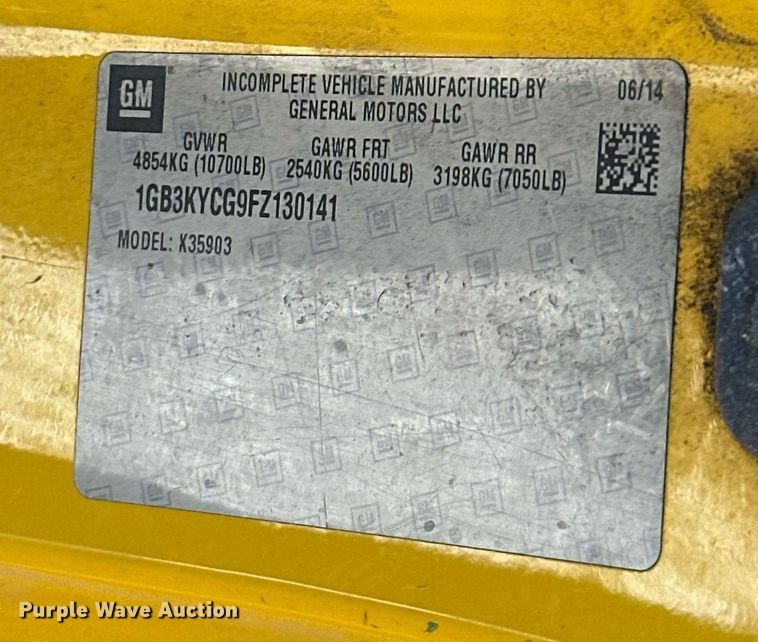 GM
INCOMPLETE VEHICLE MANUFACTURED BY
GENERAL MOTORS LLC
06/14
GVWR
4854KG (10700LB)
GAWR FRT
2540KG (5600LB)
GAWR RR
3198KG (7050LB)
1GB3KYCG9FZ130141
MODEL: K35903
Purple Wave Auction